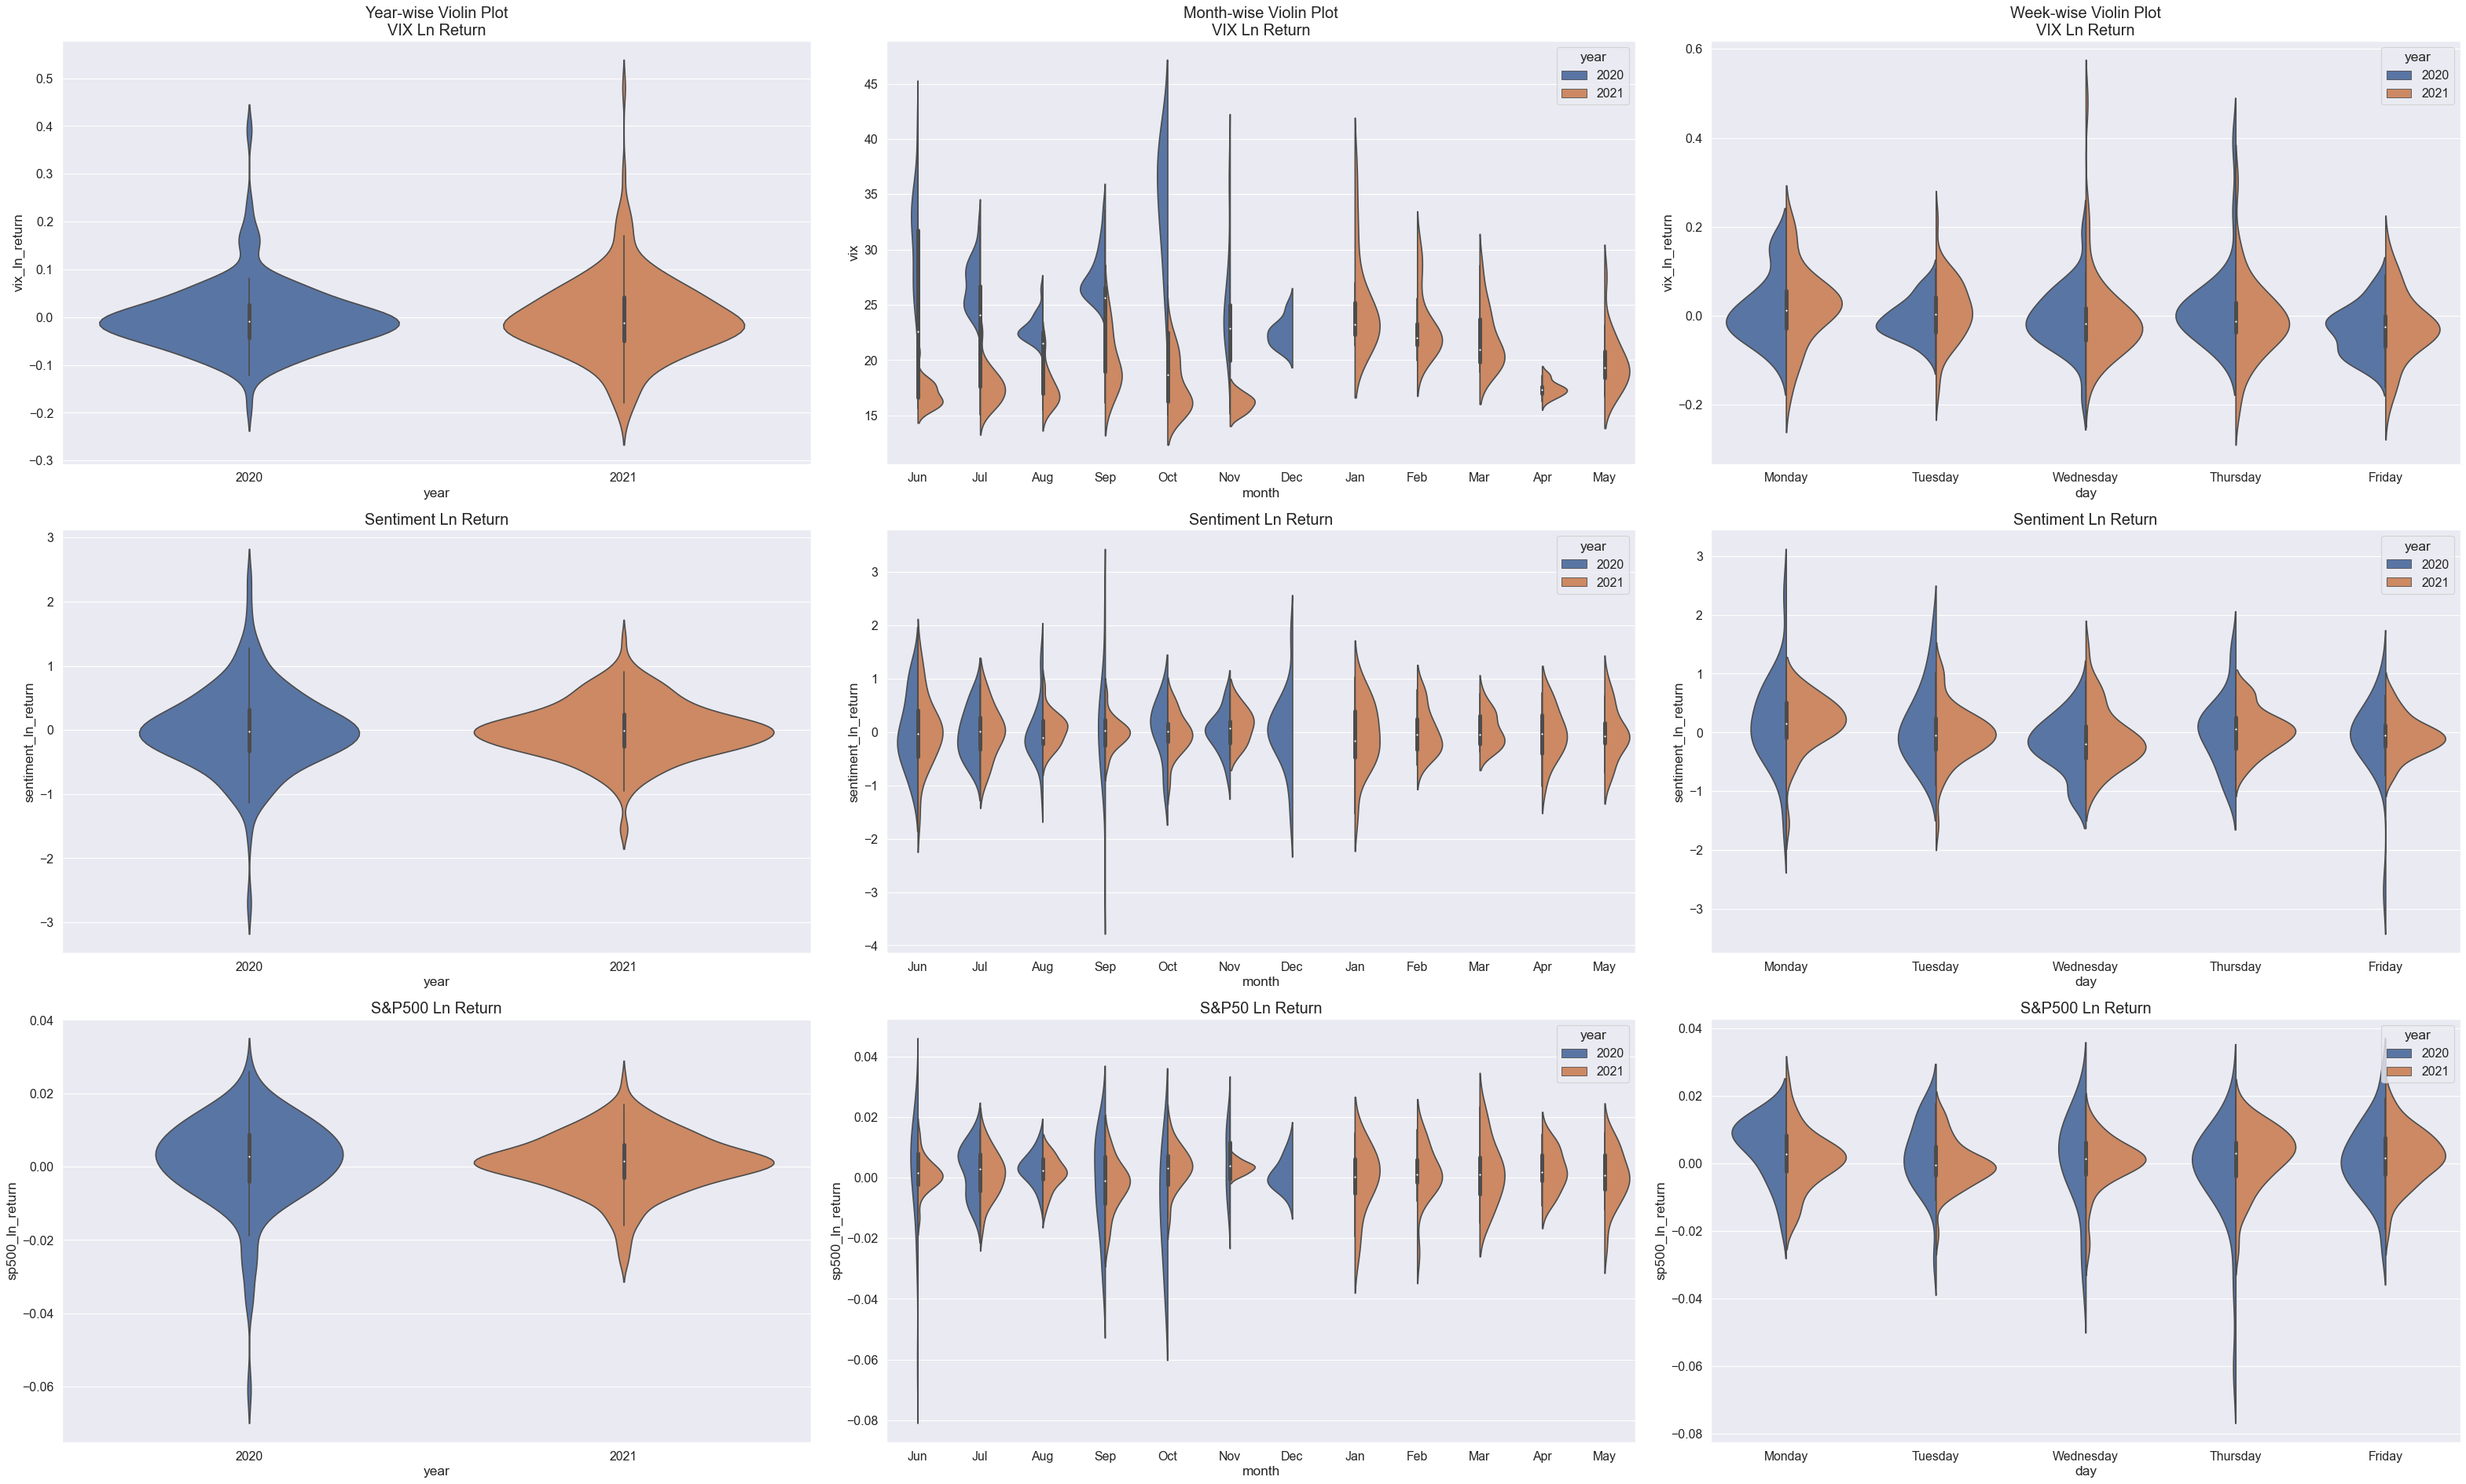 Year-wise Violin Plot
VIX Ln Return
0.5
0.4
0.3
0.2
0.1
0.0
−0.1
−0.2
−0.3
vix_ln_return
2020
2021
year
Month-wise Violin Plot
VIX Ln Return
45
40
35
30
25
20
15
vix
year
2020
2021
Jun
Jul
Aug
Sep
Oct
Nov
Dec
Jan
Feb
Mar
Apr
May
month
Week-wise Violin Plot
VIX Ln Return
0.6
0.4
0.2
0.0
−0.2
vix_ln_return
year
2020
2021
Monday
Tuesday
Wednesday
Thursday
Friday
day
Sentiment Ln Return
3
2
1
0
−1
−2
−3
sentiment_ln_return
2020
2021
year
Sentiment Ln Return
3
2
1
0
−1
−2
−3
−4
sentiment_ln_return
year
2020
2021
Jun
Jul
Aug
Sep
Oct
Nov
Dec
Jan
Feb
Mar
Apr
May
month
Sentiment Ln Return
3
2
1
0
−1
−2
−3
sentiment_ln_return
year
2020
2021
Monday
Tuesday
Wednesday
Thursday
Friday
day
S&P500 Ln Return
0.04
0.02
0.00
−0.02
−0.04
−0.06
sp500_ln_return
2020
2021
year
S&P50 Ln Return
0.04
0.02
0.00
−0.02
−0.04
−0.06
−0.08
sp500_ln_return
year
2020
2021
Jun
Jul
Aug
Sep
Oct
Nov
Dec
Jan
Feb
Mar
Apr
May
month
S&P500 Ln Return
0.04
0.02
0.00
−0.02
−0.04
−0.06
−0.08
sp500_ln_return
year
2020
2021
Monday
Tuesday
Wednesday
Thursday
Friday
day